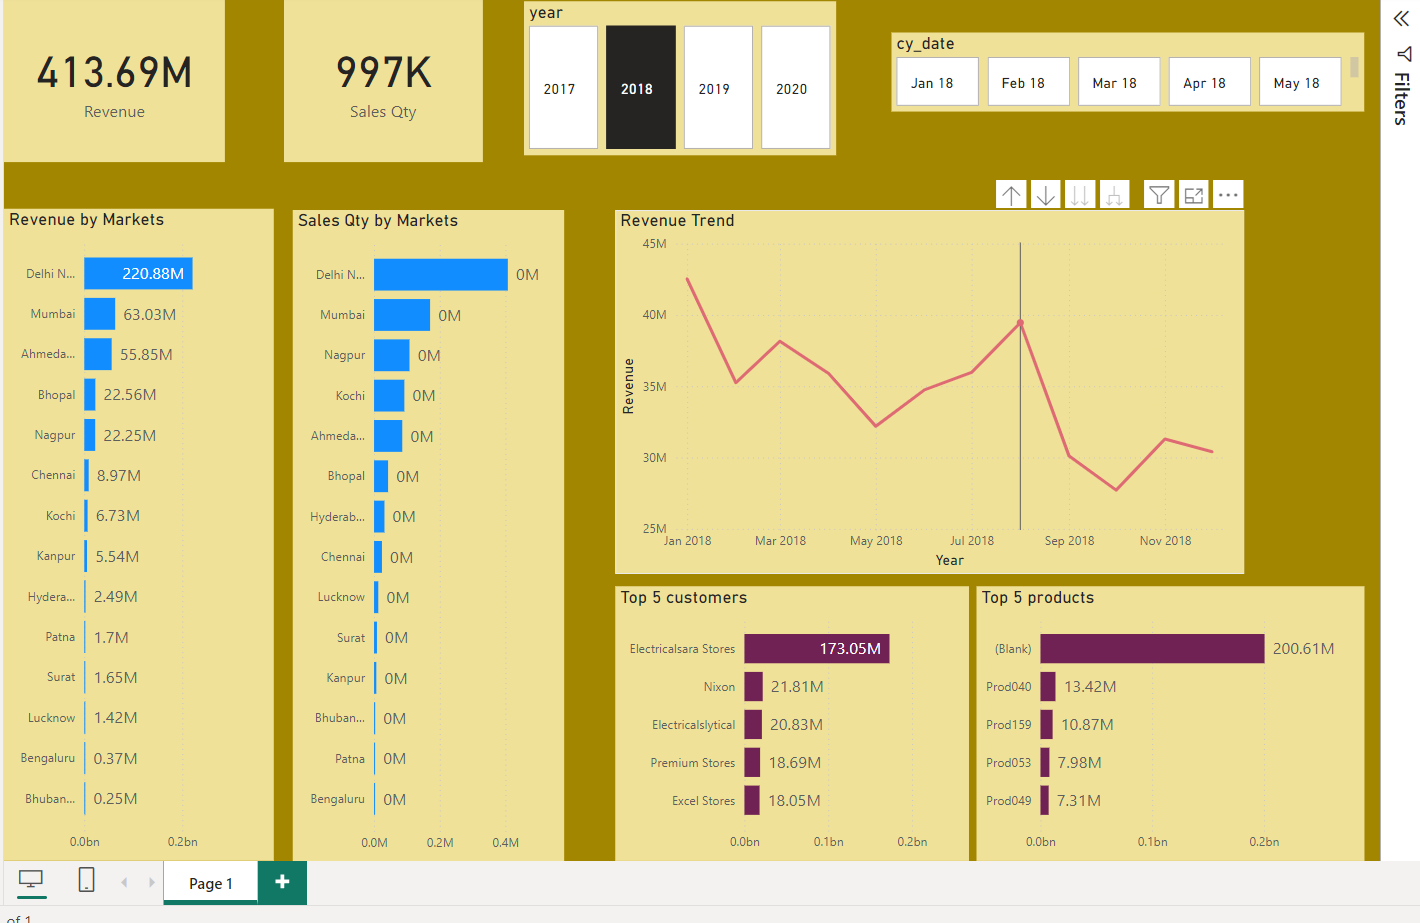 413.69M
Revenue
997K
Sales Qty
year
2017
2018
2019
2020
cy_date
Jan 18
Feb 18
Mar 18
Apr 18
May 18
Filters
Revenue by Markets
Delhi N... 220.88M
Mumbai 63.03M
Ahmeda... 55.85M
Bhopal 22.56M
Nagpur 22.25M
Chennai 8.97M
Kochi 6.73M
Kanpur 5.54M
Hydera... 2.49M
Patna 1.7M
Surat 1.65M
Lucknow 1.42M
Bengaluru 0.37M
Bhuban... 0.25M
0.0bn 0.2bn
Sales Qty by Markets
Delhi N... 0M
Mumbai 0M
Nagpur 0M
Kochi 0M
Ahmeda... 0M
Bhopal 0M
Hyderab... 0M
Chennai 0M
Lucknow 0M
Surat 0M
Kanpur 0M
Bhuban... 0M
Patna 0M
Bengaluru 0M
0.0M 0.2M 0.4M
Revenue Trend
45M
40M
35M
30M
25M
Revenue
Jan 2018 Mar 2018 May 2018 Jul 2018 Sep 2018 Nov 2018
Year
Top 5 customers
Electricalsara Stores 173.05M
Nixon 21.81M
Electricalslytical 20.83M
Premium Stores 18.69M
Excel Stores 18.05M
0.0bn 0.1bn 0.2bn
Top 5 products
(Blank) 200.61M
Prod040 13.42M
Prod159 10.87M
Prod053 7.98M
Prod049 7.31M
0.0bn 0.1bn 0.2bn
Page 1
of 1